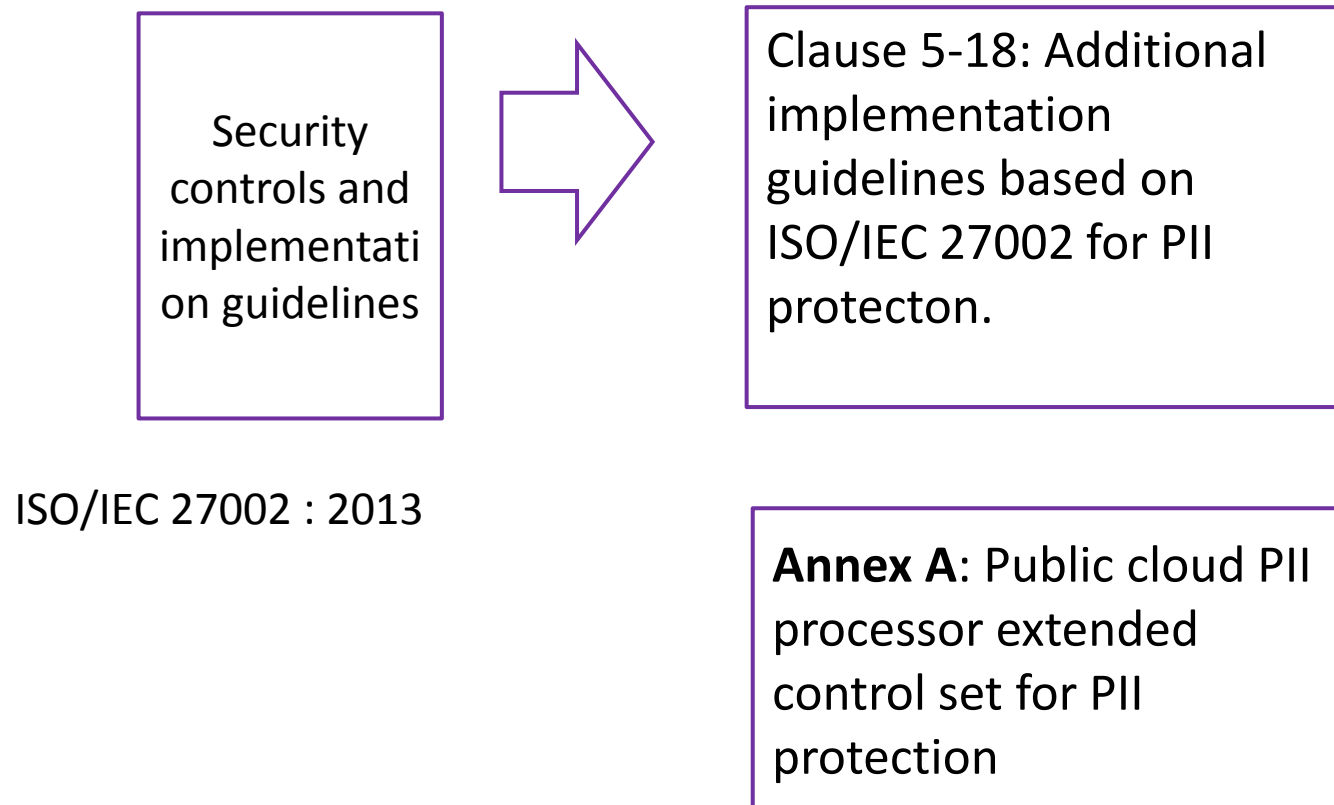 Security
controls and
implementati
on guidelines
Clause 5-18: Additional
implementation
guidelines based on
ISO/IEC 27002 for PII
protecton.
ISO/IEC 27002 : 2013
Annex A: Public cloud PII
processor extended
control set for PII
protection